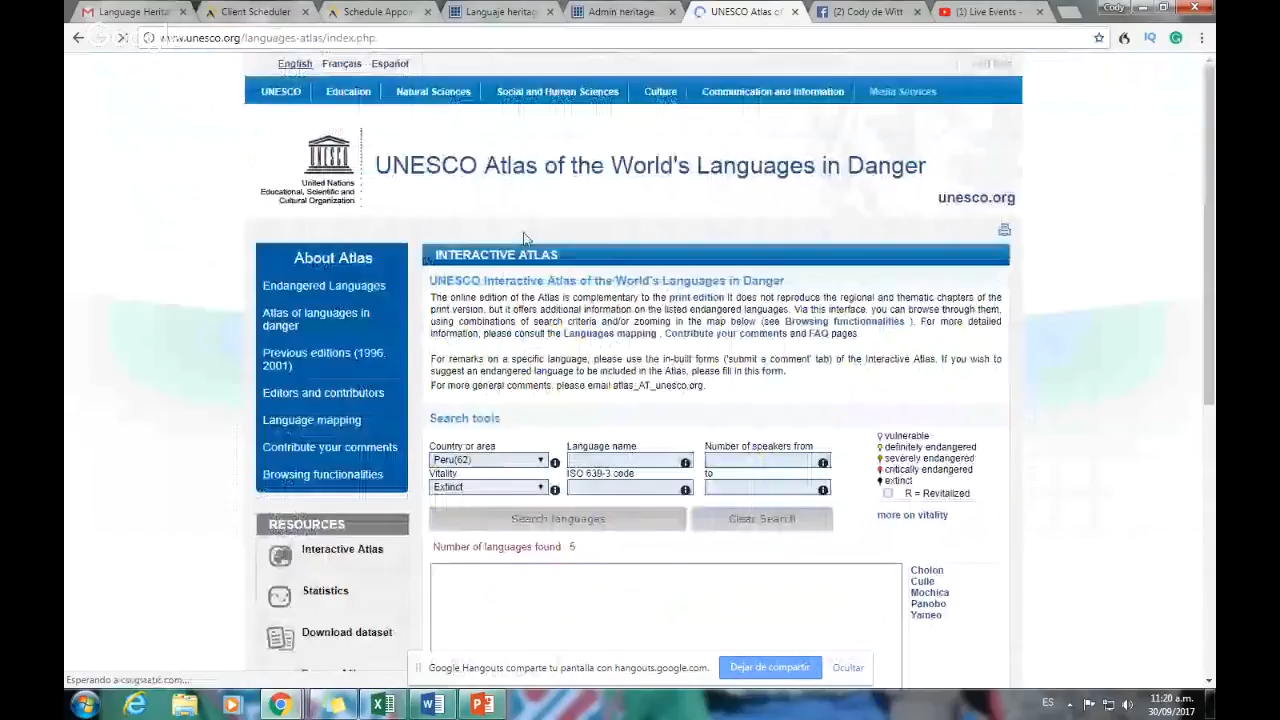 Language Herita
Client Scheduler
Schedule Appoi
Languaje heritag
Admin neritage
UNESCO Atlas of
(2) Cody de Witt
(1) Live Events -
Cody
www.unesco.org/languages-atlas/index.php
English Français Español
UNESCO Education Natural Sciences Social and Human Sciences Culture Communication and Information Media Services
United Nations
Educational, Scientific and
Cultural Organization
UNESCO Atlas of the World's Languages in Danger
unesco.org
About Atlas
Endangered Languages
Atlas of languages in
danger
Previous editions (1996,
2001)
Editors and contributors
Language mapping
Contribute your comments
Browsing functionalities
RESOURCES
Interactive Atlas
Statistics
Download dataset
INTERACTIVE ATLAS
UNESCO Interactive Atlas of the World's Languages in Danger
The online edition of the Atlas is complementary to the print edition It does not reproduce the regional and thematic chapters of the
print version, but it offers additional information on the listed endangered languages. Via this interface, you can browse through them,
using combinations of search criteria and/or zooming in the map below (see Browsing functionalities ). For more detailed
information, please consult the Languages mapping , Contribute your comments and FAQ pages.
For remarks on a specific language, please use the in-built forms ('submit a comment' tab) of the Interactive Atlas. If you wish to
suggest an endangered language to be included in the Atlas, please fill in this form.
For more general comments, please email atlas_AT_unesco.org.
Search tools
Country or area Language name Number of speakers from
Peru(62)
Vitality ISO 639-3 code to
Extinct
Search languages Clear Search
vulnerable
definitely endangered
severely endangered
critically endangered
extinct
R = Revitalized
more on vitality
Number of languages found 5
Cholon
Culle
Mochica
Panobo
Yameo
Google Hangouts comparte tu pantalla con hangouts.google.com. Dejar de compartir Ocultar
ES
11:20 a.m.
30/09/2017